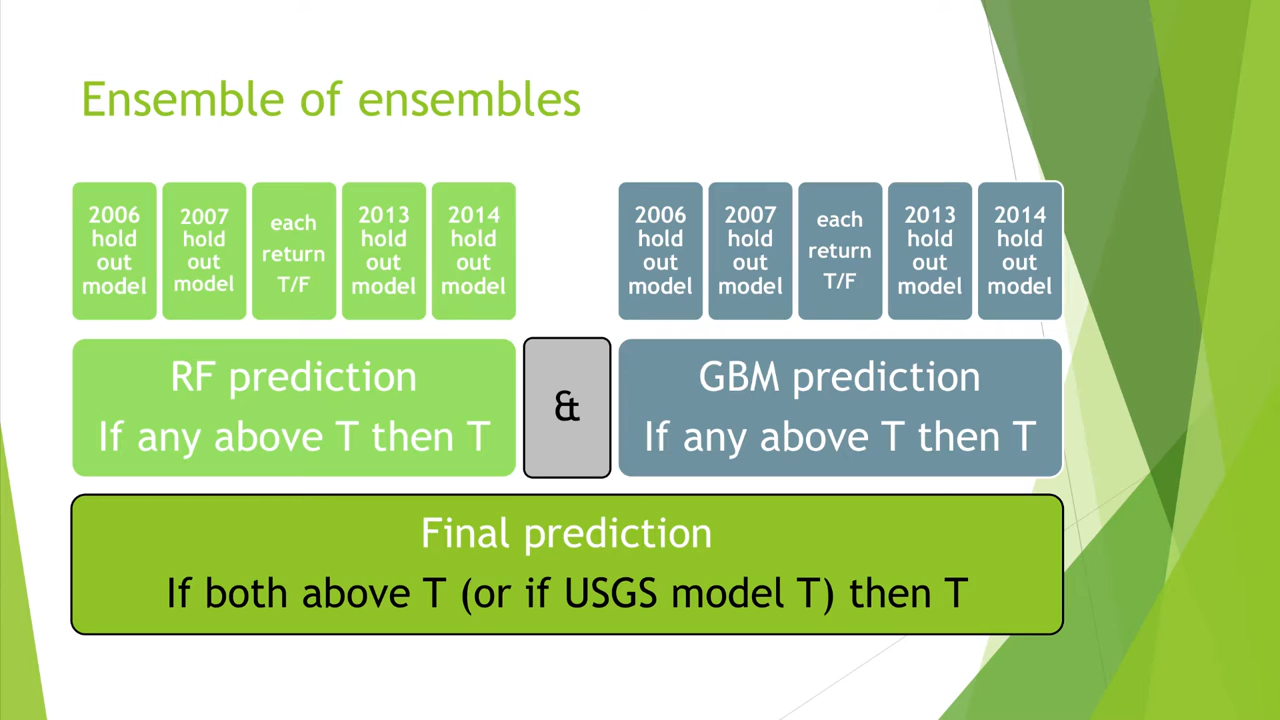 Ensemble of ensembles
2006
hold
out
model
2007
hold
out
model
each
return
T/F
2013
hold
out
model
2014
hold
out
model
2006
hold
out
model
2007
hold
out
model
each
return
T/F
2013
hold
out
model
2014
hold
out
model
RF prediction
If any above T then T
&
GBM prediction
If any above T then T
Final prediction
If both above T (or if USGS model T) then T